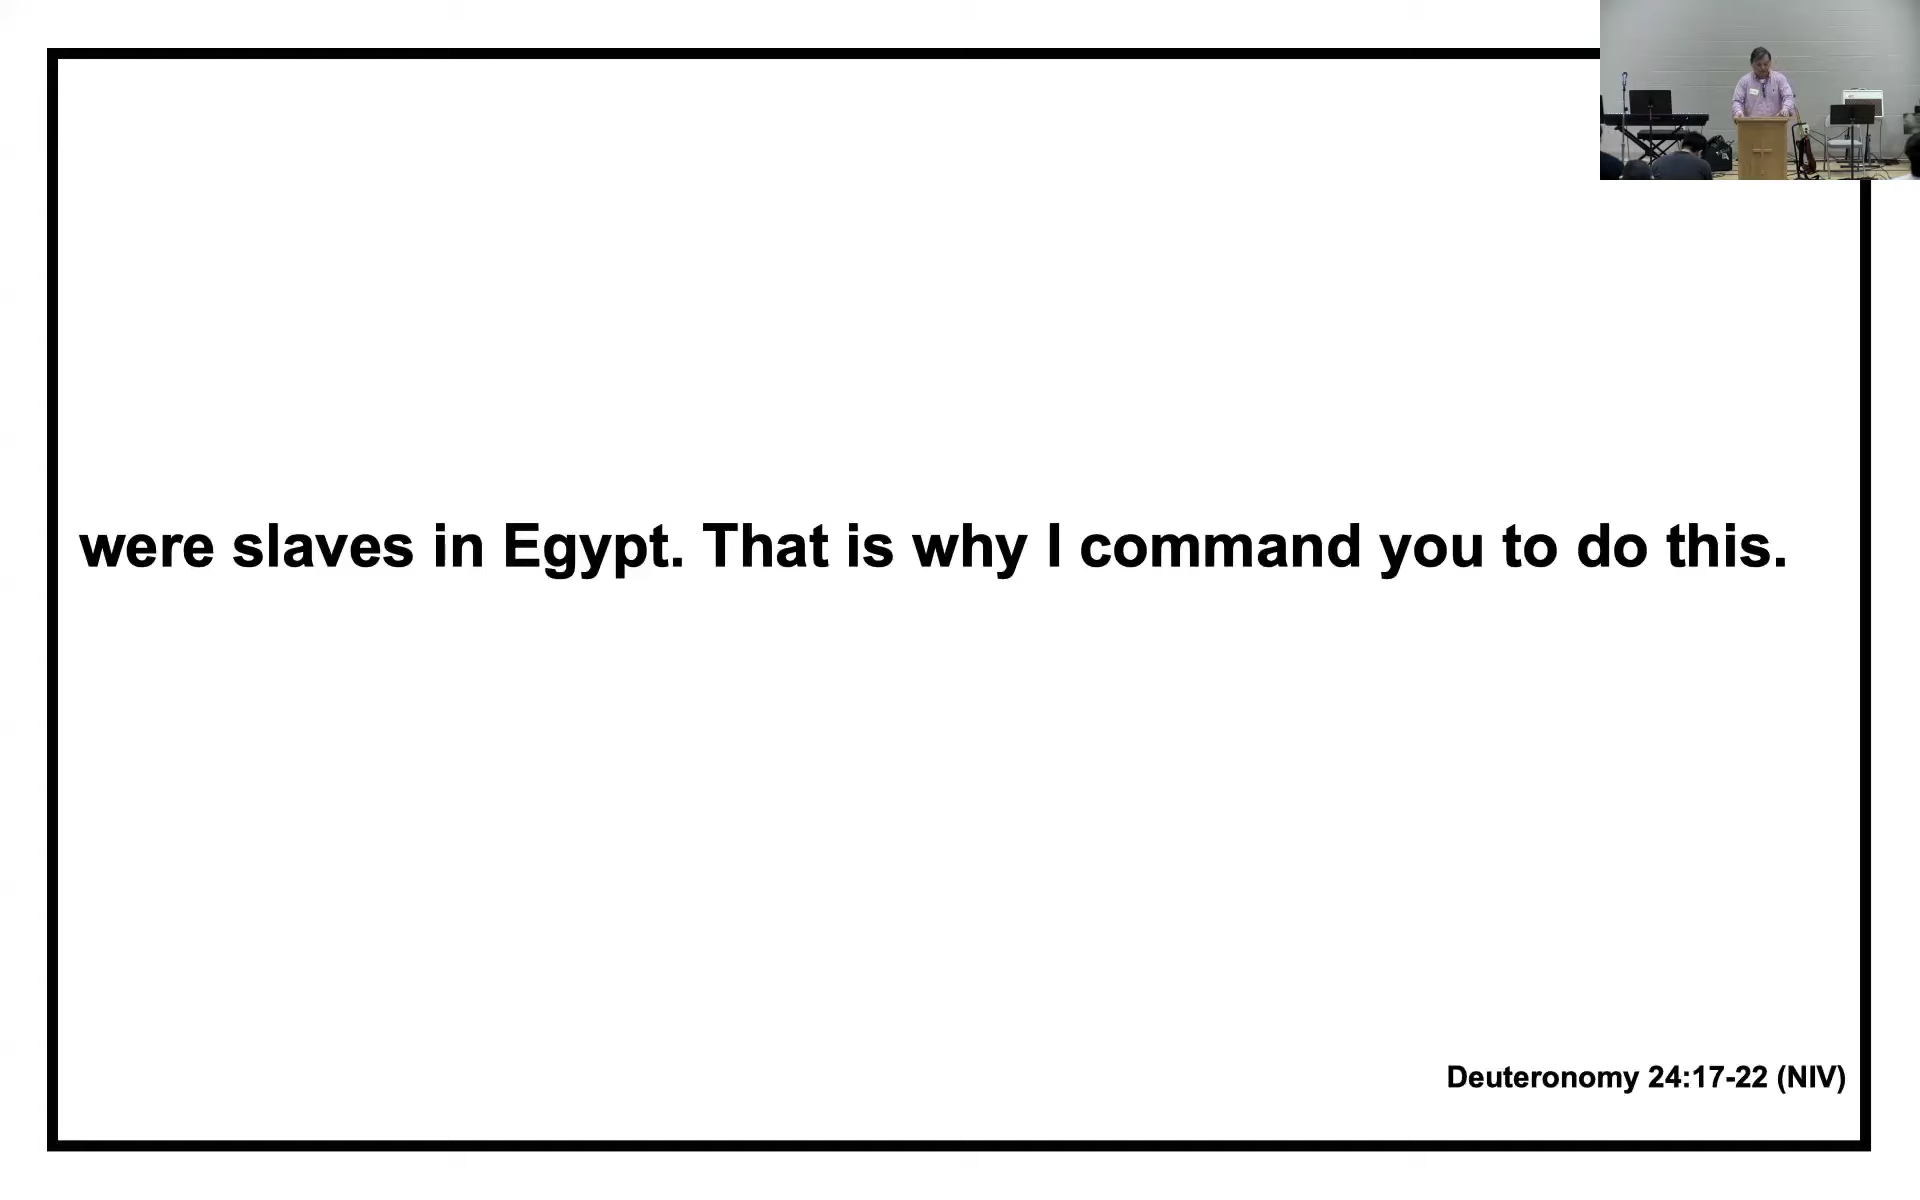 were slaves in Egypt. That is why I command you to do this.
Deuteronomy 24:17-22 (NIV)